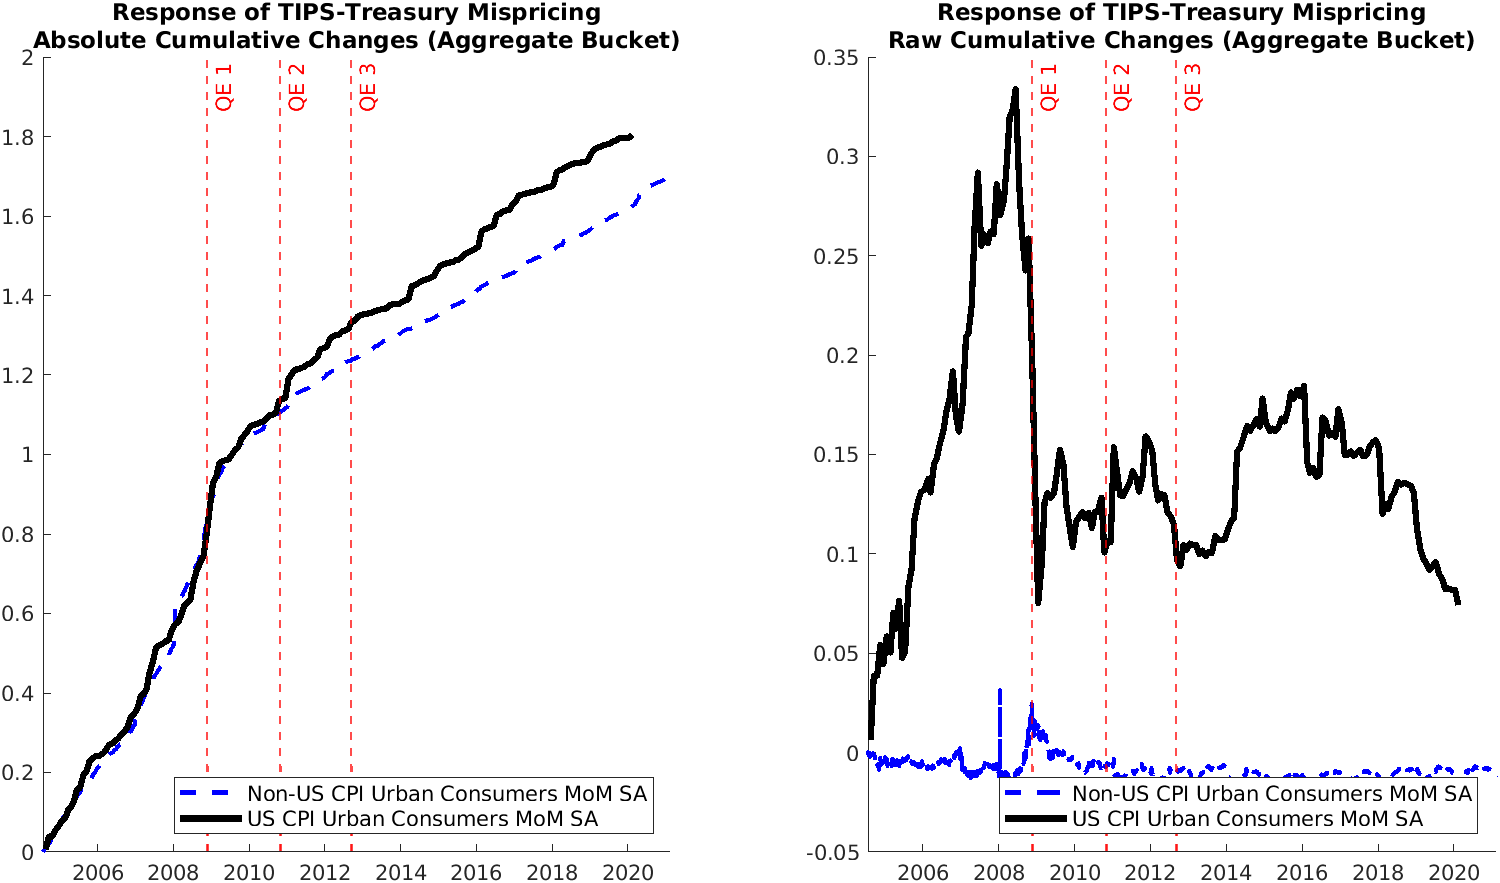 Response of TIPS-Treasury Mispricing
Absolute Cumulative Changes (Aggregate Bucket)
2
1.8
1.6
1.4
1.2
1
0.8
0.6
0.4
0.2
0
QE 1
QE 2
QE 3
Non-US CPI Urban Consumers MoM SA
US CPI Urban Consumers MoM SA
2006 2008 2010 2012 2014 2016 2018 2020
Response of TIPS-Treasury Mispricing
Raw Cumulative Changes (Aggregate Bucket)
0.35
0.3
0.25
0.2
0.15
0.1
0.05
0
-0.05
QE 1
QE 2
QE 3
Non-US CPI Urban Consumers MoM SA
US CPI Urban Consumers MoM SA
2006 2008 2010 2012 2014 2016 2018 2020